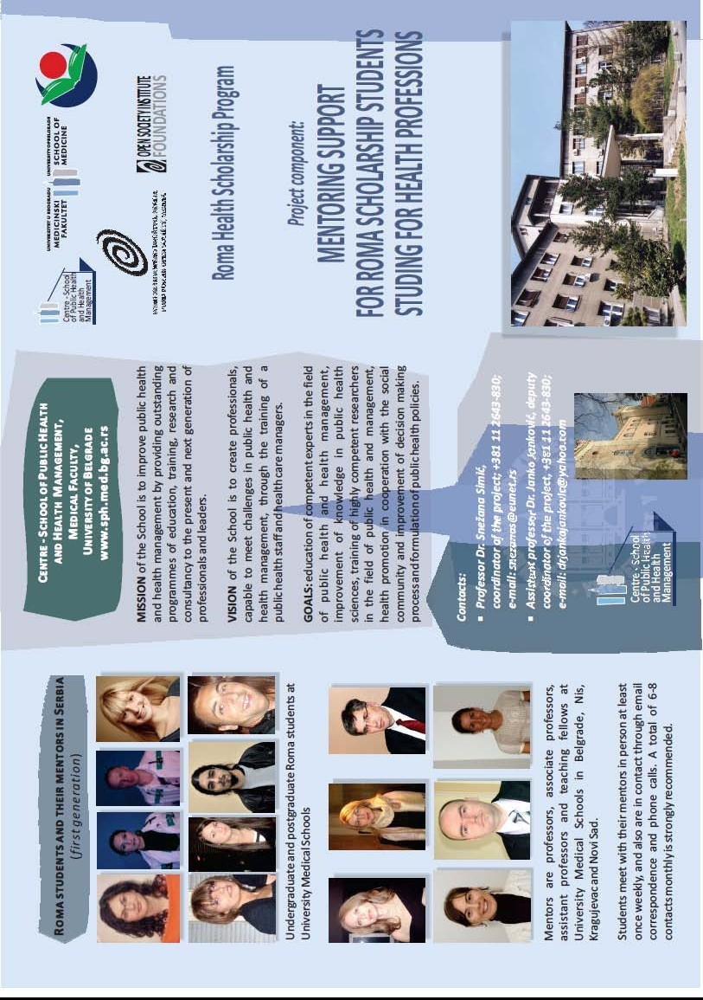 ROMA STUDENTS AND THEIR MENTORS IN SERBIA
(first generation)
Undergraduate and postgraduate Roma students at
University Medical Schools
Mentors are professors, associate professors,
assistant professors and teaching fellows at
University Medical Schools in Belgrade, Nis,
Kragujevac and Novi Sad.
Students meet with their mentors in person at least
once weekly, and also are in contact through email
correspondence and phone calls. A total of 6-8
contacts monthly is strongly recommended.
CENTRE - SCHOOL OF PUBLIC HEALTH
AND HEALTH MANAGEMENT,
MEDICAL FACULTY,
UNIVERSITY OF BELGRADE
www.sph.med.bg.ac.rs
MISSION of the School is to improve public health
and health management by providing outstanding
programmes of education, training, research and
consultancy to the present and next generation of
professionals and leaders.
VISION of the School is to create professionals,
capable to meet challenges in public health and
health management, through the training of a
public health staff and health care managers.
GOALS: education of competent experts in the field
of public health and health management,
improvement of knowledge in public health
sciences, training of highly competent researchers
in the field of public health and management,
health promotion in cooperation with the social
community and improvement of decision making
process and formulation of public health policies.
Contacts:
▪ Professor Dr. Snežana Simić,
coordinator of the project; +381 11 2643-830;
e-mail: snezanas@eunet.rs
▪ Assistant professor Dr. Janko Janković, deputy
coordinator of the project, +381 11 2643-830;
e-mail: drjankojankovic@yahoo.com
Centre - School
of Public Health
and Health
Management
Centre - School
of Public Health
and Health
Management
UNIVERZITET U BEOGRADU
MEDICINSKI
FAKULTET
UNIVERSITY OF BELGRADE
SCHOOL OF
MEDICINE
OPEN SOCIETY INSTITUTE
FOUNDATIONS
Roma Health Scholarship Program
Project component:
MENTORING SUPPORT
FOR ROMA SCHOLARSHIP STUDENTS
STUDING FOR HEALTH PROFESSIONS